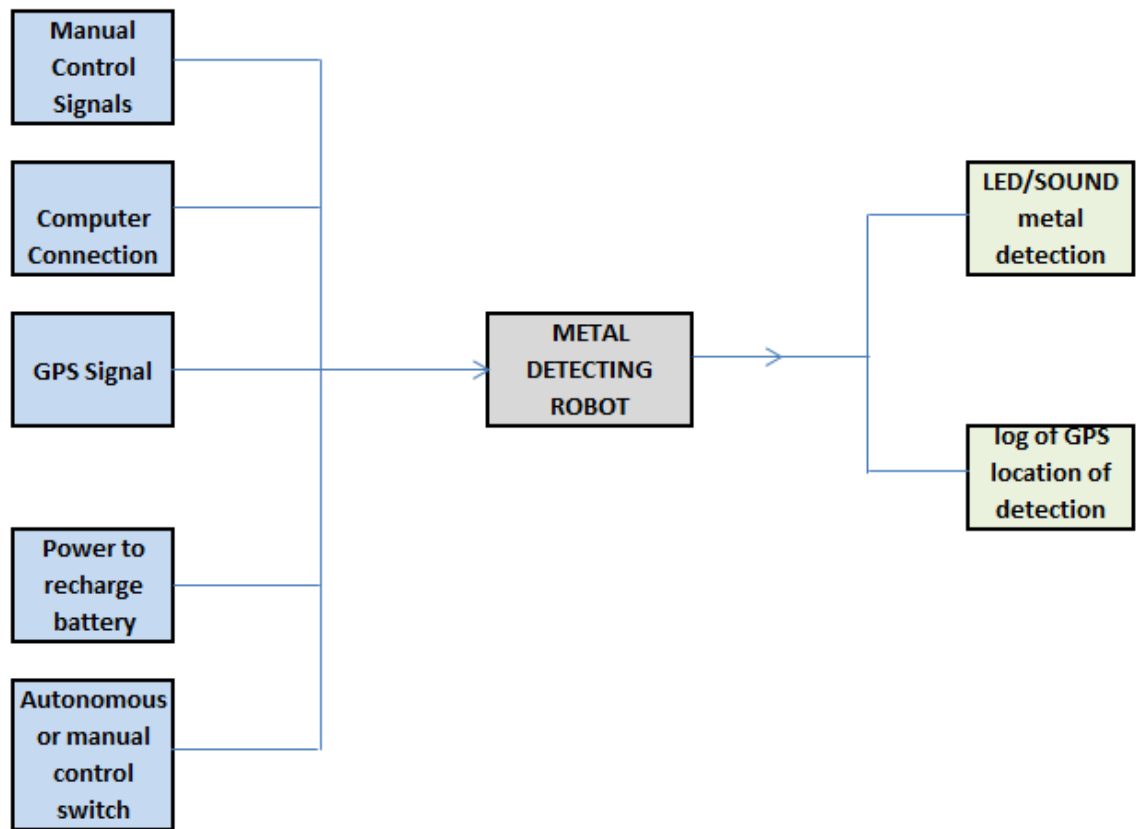 Manual
Control
Signals
Computer
Connection
GPS Signal
Power to
recharge
battery
Autonomous
or manual
control
switch
METAL
DETECTING
ROBOT
LED/SOUND
metal
detection
log of GPS
location of
detection